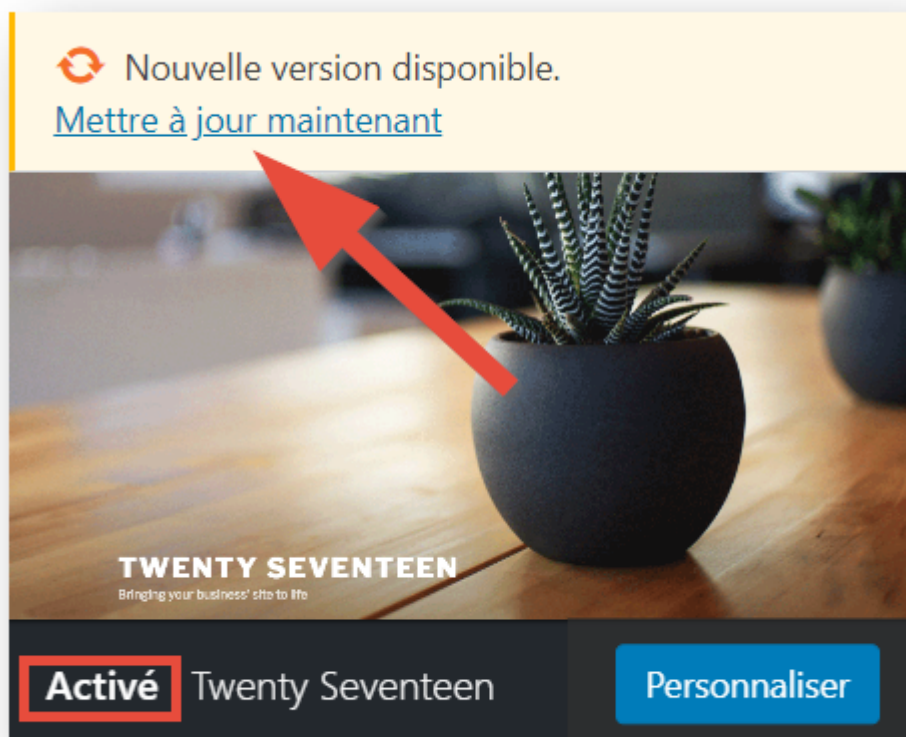 Nouvelle version disponible.
Mettre à jour maintenant
TWENTY SEVENTEEN
Bringing your business' site to life
Activé Twenty Seventeen
Personnaliser